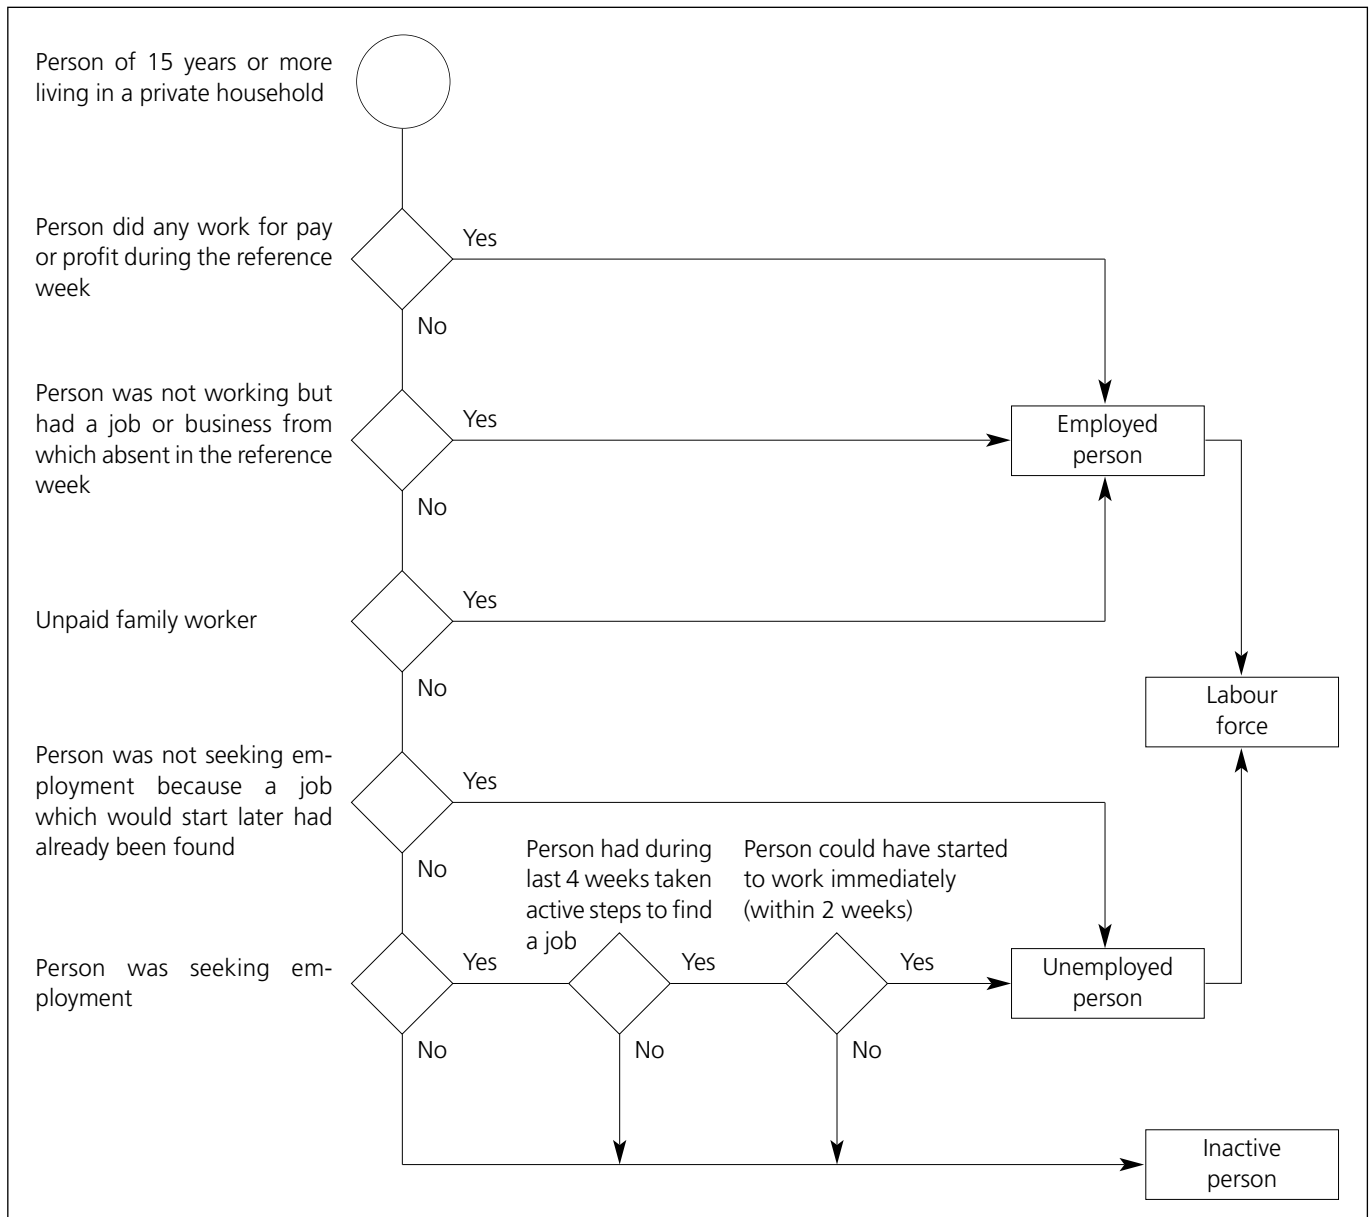 Person of 15 years or more
living in a private household
Person did any work for pay
or profit during the reference
week
Yes
No
Person was not working but
had a job or business from
which absent in the reference
week
Yes
No
Employed
person
Unpaid family worker
Yes
No
Labour
force
Person was not seeking em-
ployment because a job
which would start later had
already been found
Yes
No
Person had during
last 4 weeks taken
active steps to find
a job
Person could have started
to work immediately
(within 2 weeks)
Person was seeking em-
ployment
Yes
Yes
Yes
Unemployed
person
No
No
No
Inactive
person